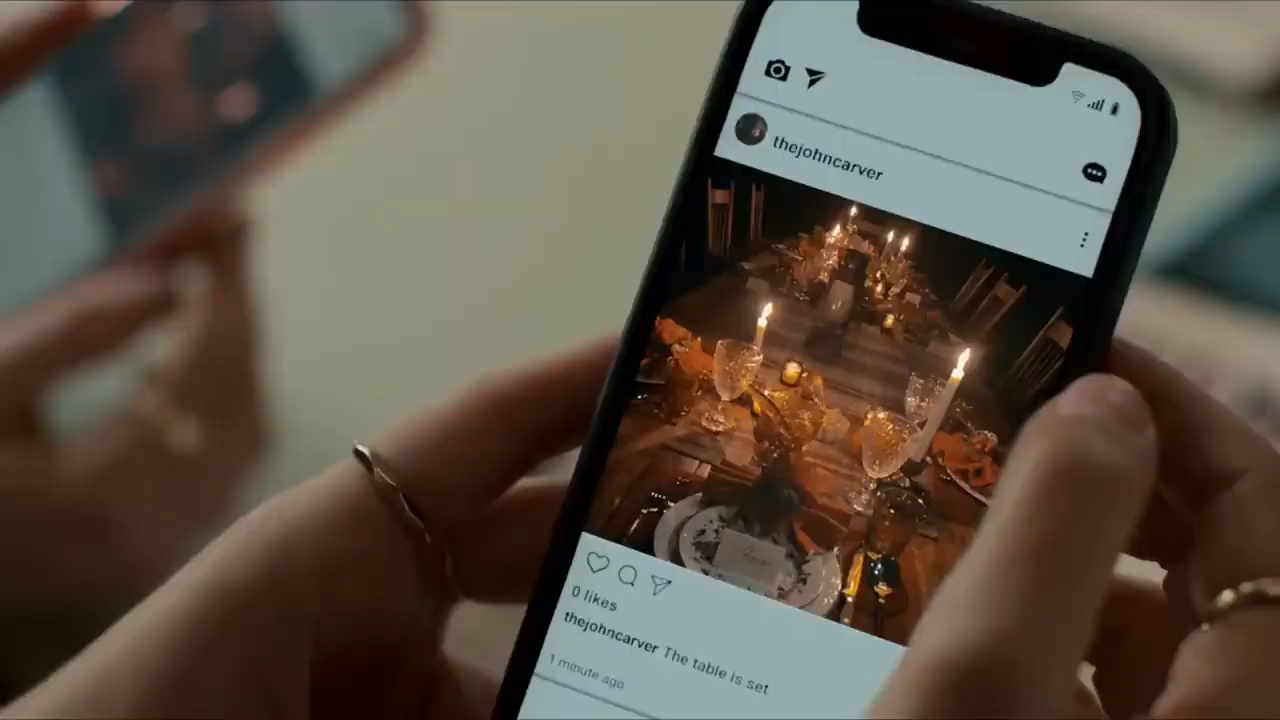 thejohncarver
0 likes
thejohncarver The table is set
1 minute ago